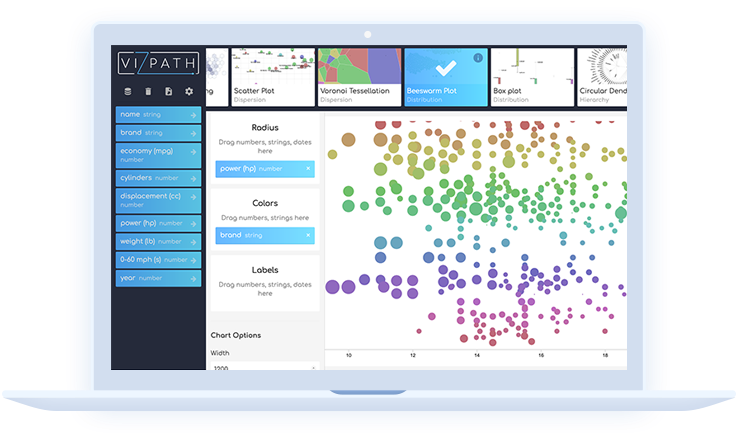 VIZPATH
ng
Scatter Plot
Dispersion
Voronoi Tessellation
Dispersion
Beeswarm Plot
Distribution
Box plot
Distribution
Circular Dend
Hierarchy
name string
brand string
economy (mpg)
number
cylinders number
displacement (cc)
number
power (hp) number
weight (lb) number
0-60 mph (s) number
year number
Radius
Drag numbers, strings, dates
here
power (hp) number ×
Colors
Drag numbers, strings here
brand string ×
Labels
Drag numbers, strings, dates
here
Chart Options
Width
1200
10 12 14 16 18